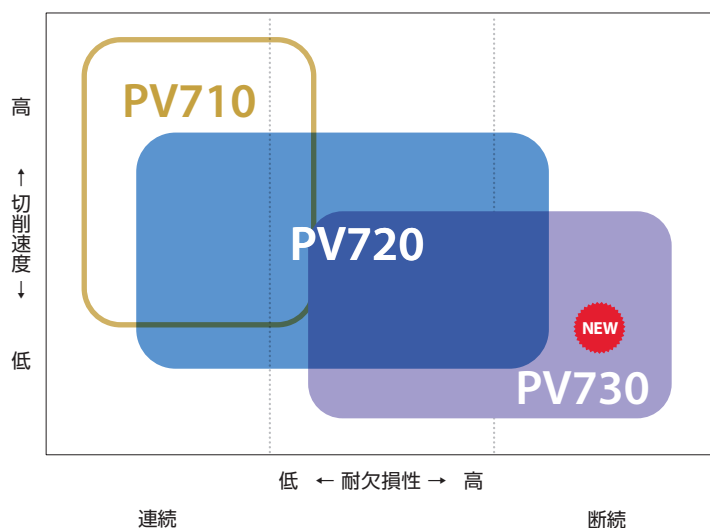 PV710
高
↑
切削速度
↓
低
PV720
NEW
PV730
低 ← 耐欠損性 → 高
連続 断続